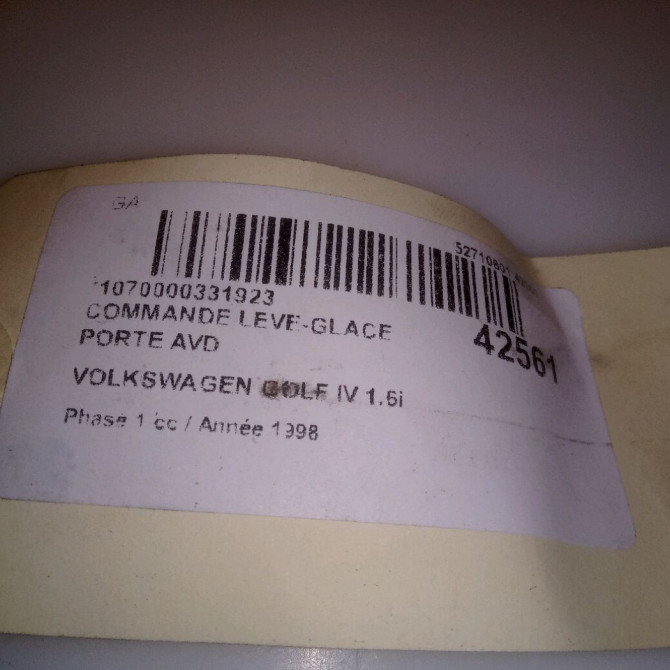 GA
1070000331923
COMMANDE LEVE-GLACE
PORTE AVD
42561
VOLKSWAGEN GOLF IV 1.6i
Phase 1 cc / Année 1998